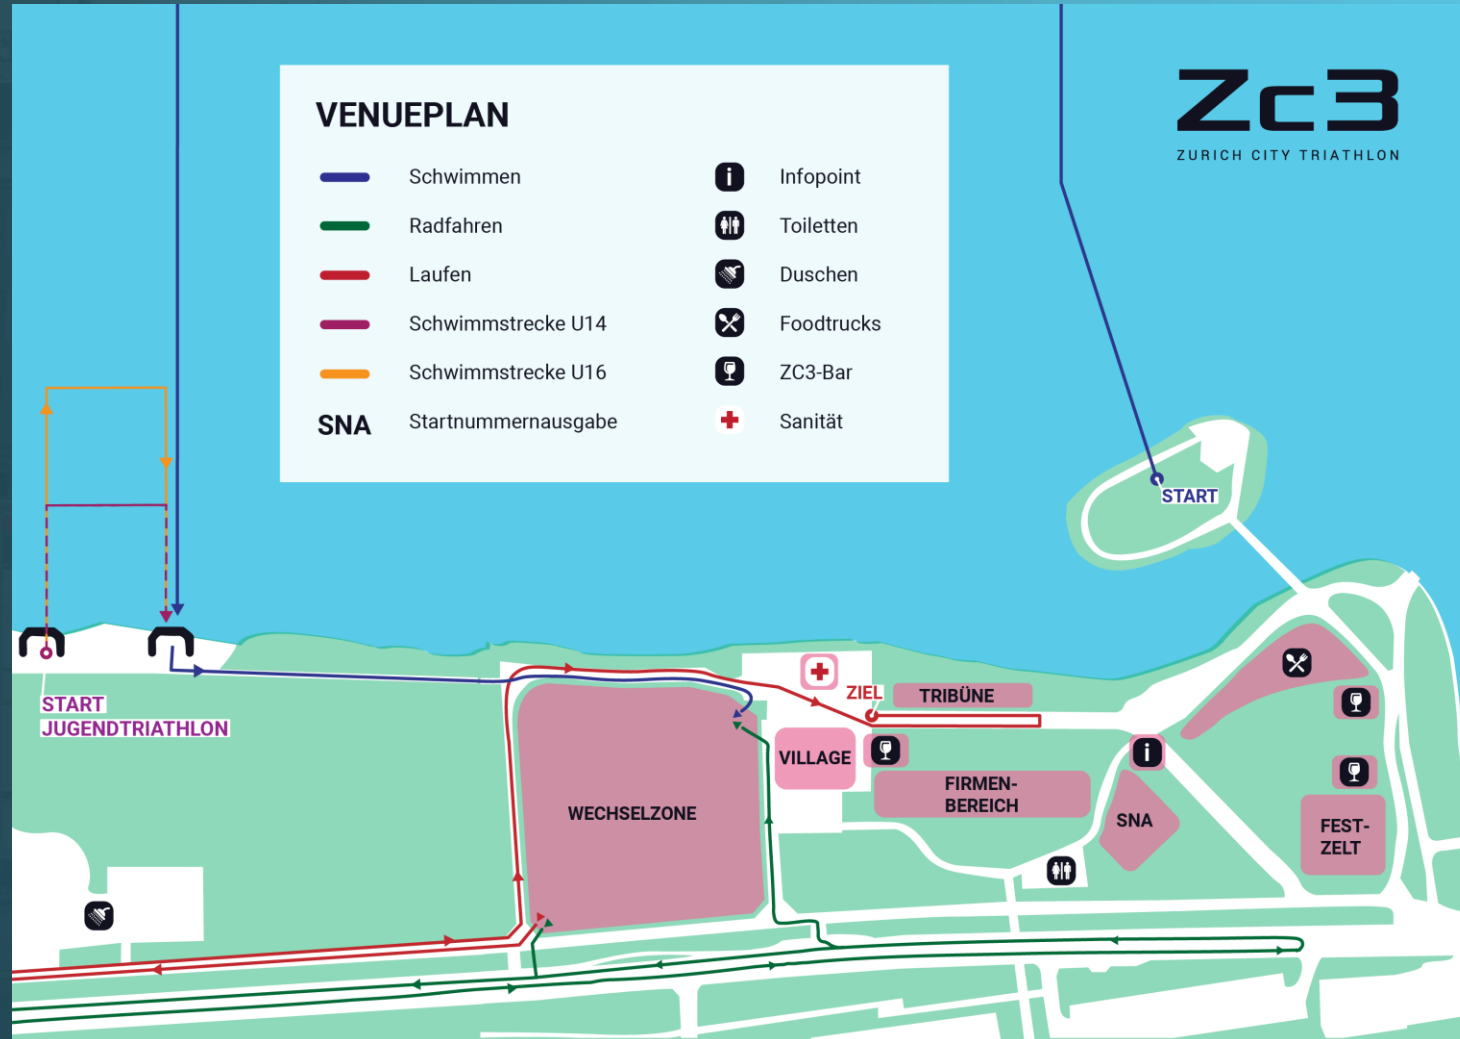 Zc3
ZURICH CITY TRIATHLON
VENUEPLAN
Schwimmen
Radfahren
Laufen
Schwimmstrecke U14
Schwimmstrecke U16
SNA Startnummernausgabe
i Infopoint
Toiletten
Duschen
Foodtrucks
ZC3-Bar
Sanität
START
START
JUGENDTRIATHLON
ZIEL
TRIBÜNE
VILLAGE
i
FIRMEN-
BEREICH
WECHSELZONE
SNA
FEST-
ZELT